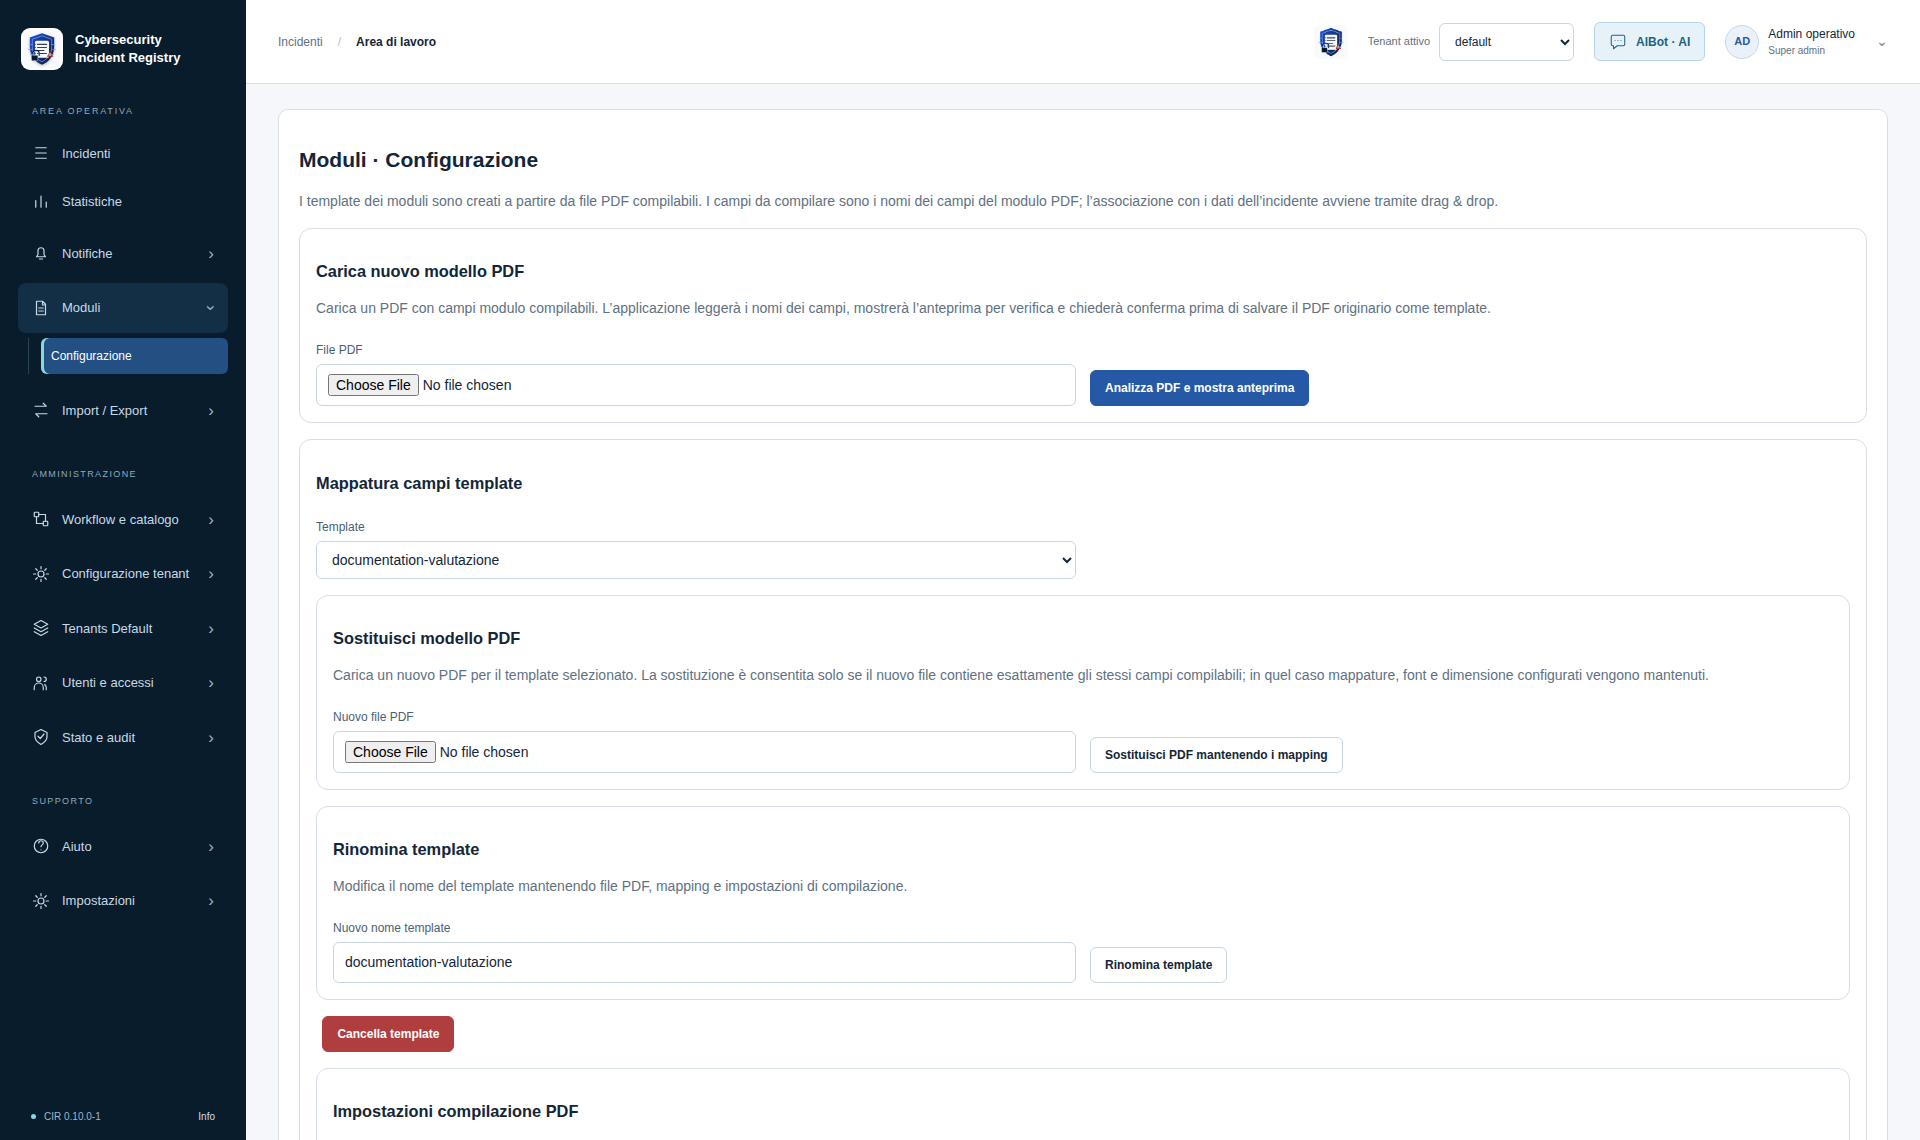 Cybersecurity
Incident Registry
AREA OPERATIVA
Incidenti
Statistiche
Notifiche
Moduli
Configurazione
Import / Export
AMMINISTRAZIONE
Workflow e catalogo
Configurazione tenant
Tenants Default
Utenti e accessi
Stato e audit
SUPPORTO
Aiuto
Impostazioni
CIR 0.10.0-1 Info
Incidenti / Area di lavoro
Tenant attivo default AIBot · AI AD Admin operativo
Super admin
Moduli · Configurazione
I template dei moduli sono creati a partire da file PDF compilabili. I campi da compilare sono i nomi dei campi del modulo PDF; l’associazione con i dati dell’incidente avviene tramite drag & drop.
Carica nuovo modello PDF
Carica un PDF con campi modulo compilabili. L’applicazione leggerà i nomi dei campi, mostrerà l’anteprima per verifica e chiederà conferma prima di salvare il PDF originario come template.
File PDF
Choose File No file chosen Analizza PDF e mostra anteprima
Mappatura campi template
Template
documentation-valutazione
Sostituisci modello PDF
Carica un nuovo PDF per il template selezionato. La sostituzione è consentita solo se il nuovo file contiene esattamente gli stessi campi compilabili; in quel caso mappature, font e dimensione configurati vengono mantenuti.
Nuovo file PDF
Choose File No file chosen Sostituisci PDF mantenendo i mapping
Rinomina template
Modifica il nome del template mantenendo file PDF, mapping e impostazioni di compilazione.
Nuovo nome template
documentation-valutazione Rinomina template
Cancella template
Impostazioni compilazione PDF